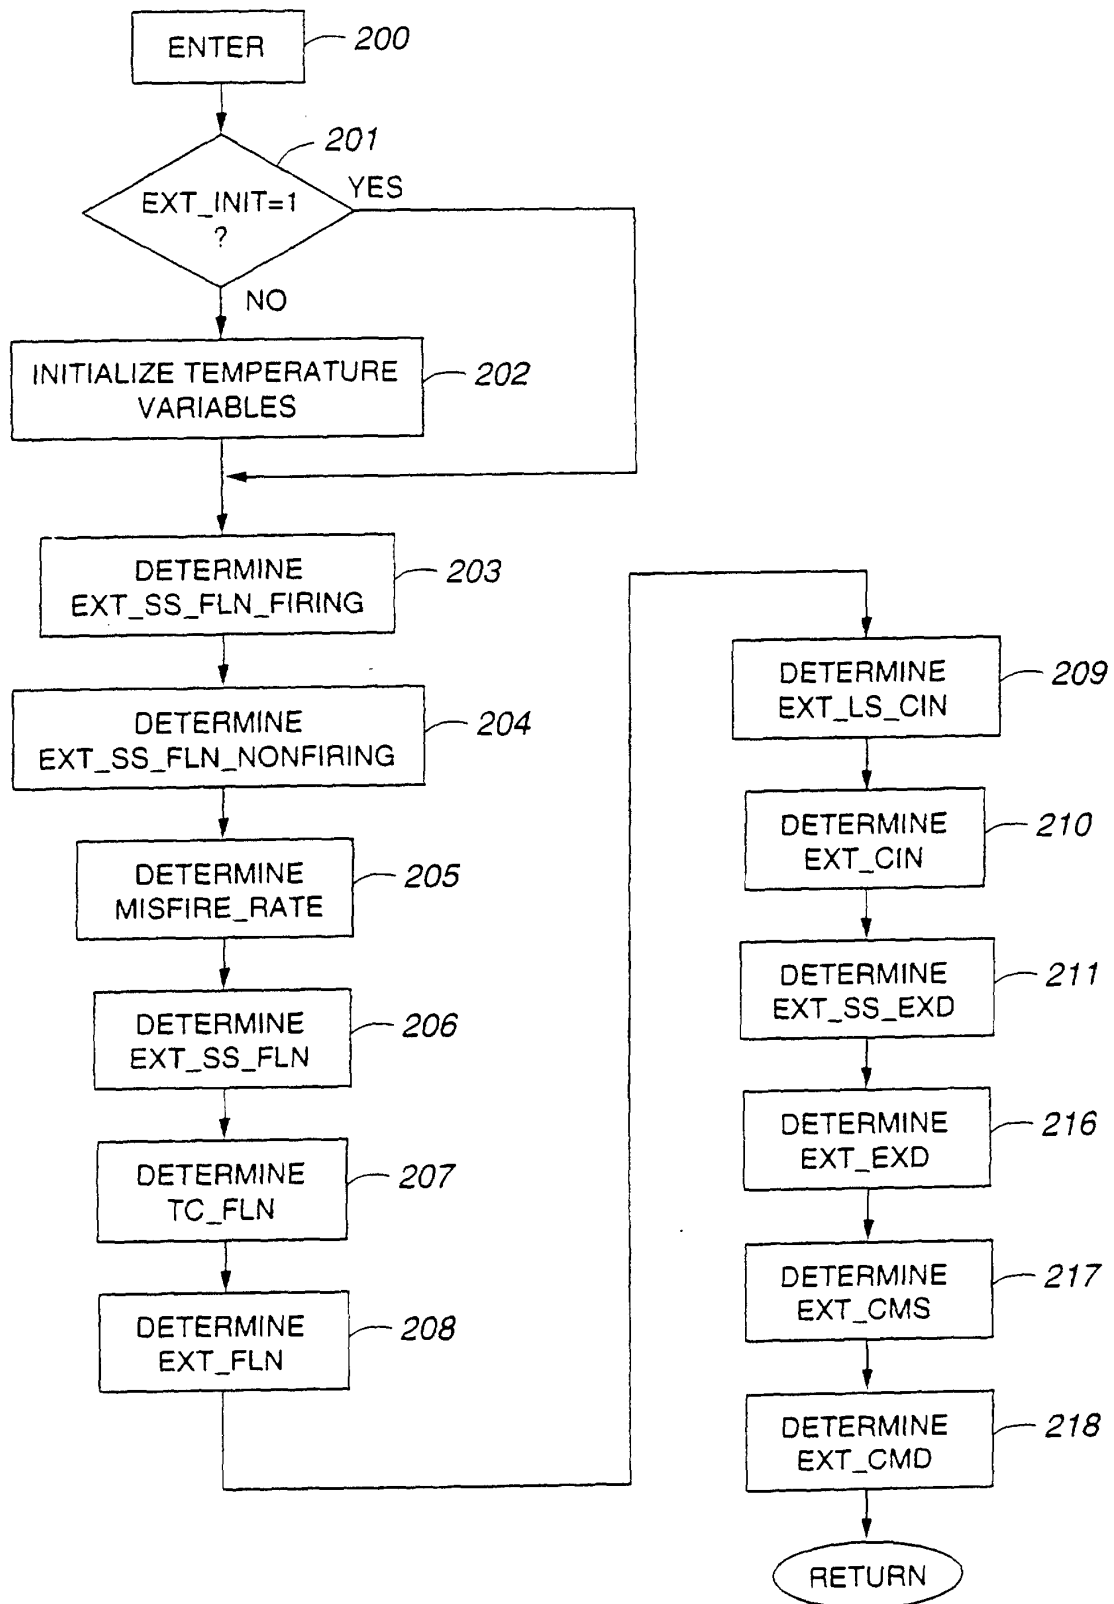 ENTER
200
201
EXT_INIT=1
?
YES
NO
INITIALIZE TEMPERATURE
VARIABLES
202
DETERMINE
EXT_SS_FLN_FIRING
203
DETERMINE
EXT_SS_FLN_NONFIRING
204
DETERMINE
MISFIRE_RATE
205
DETERMINE
EXT_SS_FLN
206
DETERMINE
TC_FLN
207
DETERMINE
EXT_FLN
208
DETERMINE
EXT_LS_CIN
209
DETERMINE
EXT_CIN
210
DETERMINE
EXT_SS_EXD
211
DETERMINE
EXT_EXD
216
DETERMINE
EXT_CMS
217
DETERMINE
EXT_CMD
218
RETURN